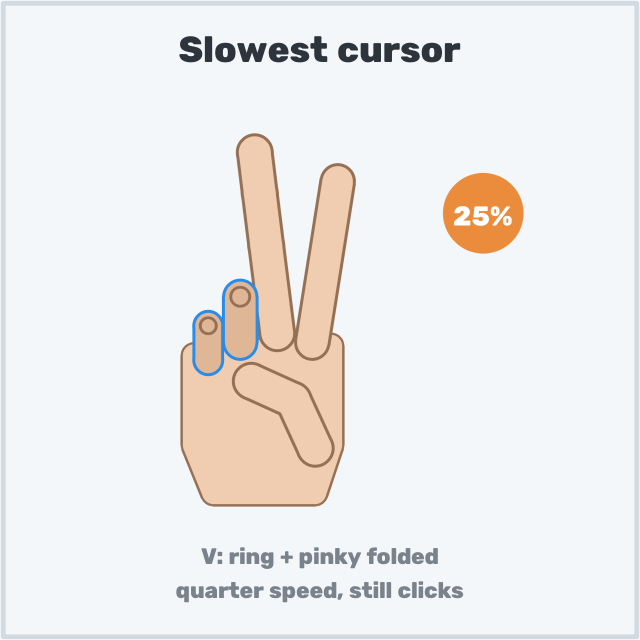 Slowest cursor
25%
V: ring + pinky folded
quarter speed, still clicks